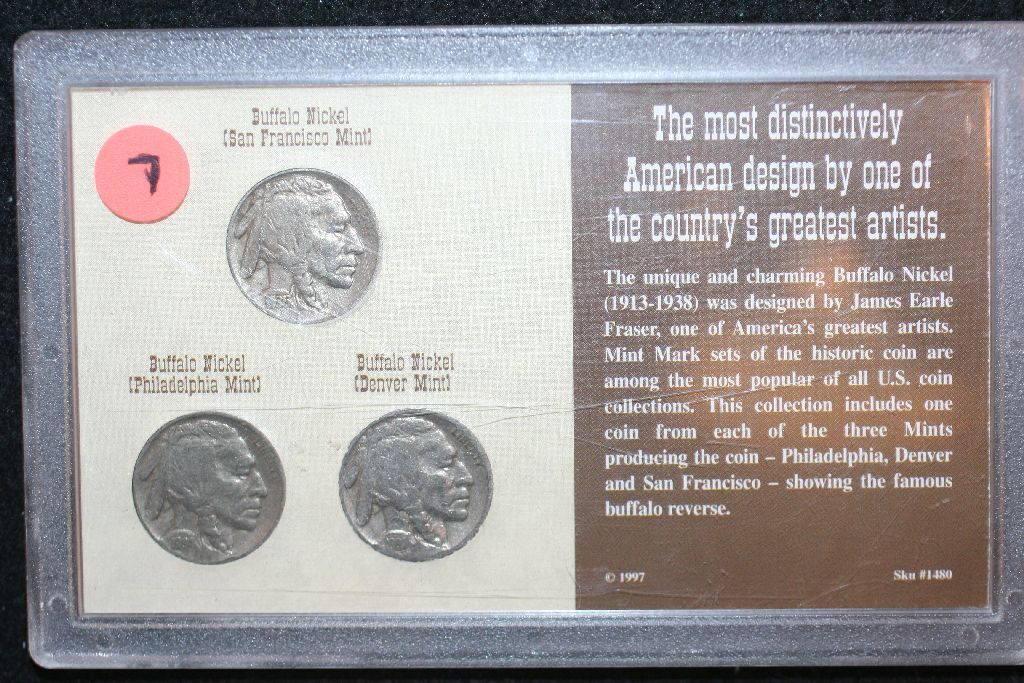 Buffalo Nickel
(San Francisco Mint)
7
Buffalo Nickel
(Philadelphia Mint)
Buffalo Nickel
(Denver Mint)
The most distinctively
American design by one of
the country's greatest artists.
The unique and charming Buffalo Nickel
(1913-1938) was designed by James Earle
Fraser, one of America's greatest artists.
Mint Mark sets of the historic coin are
among the most popular of all U.S. coin
collections. This collection includes one
coin from each of the three Mints
producing the coin – Philadelphia, Denver
and San Francisco – showing the famous
buffalo reverse.
© 1997
Sku #1480